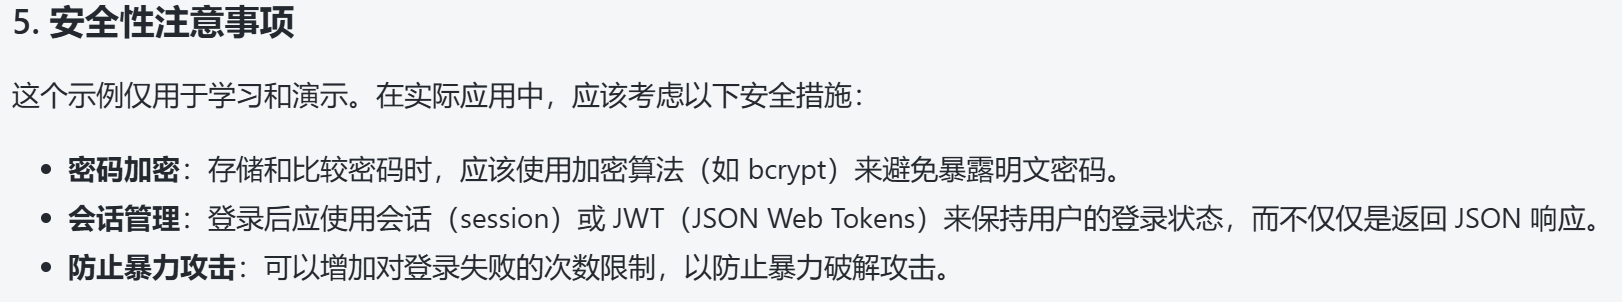 5. 安全性注意事项
这个示例仅用于学习和演示。在实际应用中，应该考虑以下安全措施：
• 密码加密：存储和比较密码时，应该使用加密算法（如 bcrypt）来避免暴露明文密码。
• 会话管理：登录后应使用会话（session）或 JWT（JSON Web Tokens）来保持用户的登录状态，而不仅仅是返回 JSON 响应。
• 防止暴力攻击：可以增加对登录失败的次数限制，以防止暴力破解攻击。